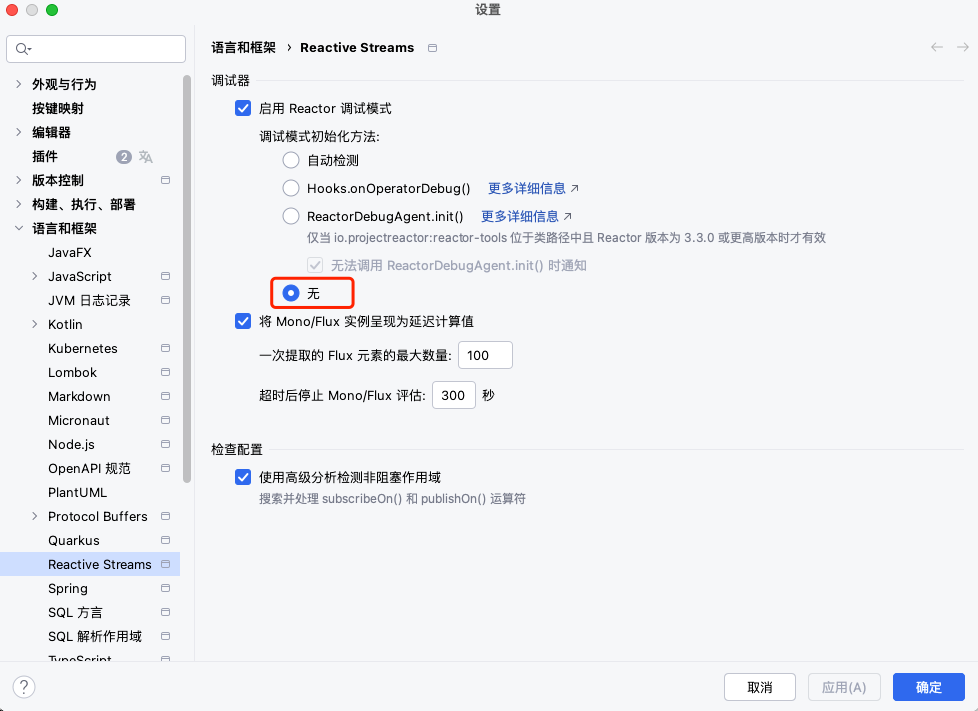 设置
语言和框架 › Reactive Streams
外观与行为
按键映射
编辑器
插件 2
版本控制
构建、执行、部署
语言和框架
JavaFX
JavaScript
JVM 日志记录
Kotlin
Kubernetes
Lombok
Markdown
Micronaut
Node.js
OpenAPI 规范
PlantUML
Protocol Buffers
Quarkus
Reactive Streams
Spring
SQL 方言
SQL 解析作用域
TypeScript
调试器
启用 Reactor 调试模式
调试模式初始化方法:
自动检测
Hooks.onOperatorDebug() 更多详细信息 ↗
ReactorDebugAgent.init() 更多详细信息 ↗
仅当 io.projectreactor:reactor-tools 位于类路径中且 Reactor 版本为 3.3.0 或更高版本时才有效
无法调用 ReactorDebugAgent.init() 时通知
无
将 Mono/Flux 实例呈现为延迟计算值
一次提取的 Flux 元素的最大数量: 100
超时后停止 Mono/Flux 评估: 300 秒
检查配置
使用高级分析检测非阻塞作用域
搜索并处理 subscribeOn() 和 publishOn() 运算符
? 取消 应用(A) 确定